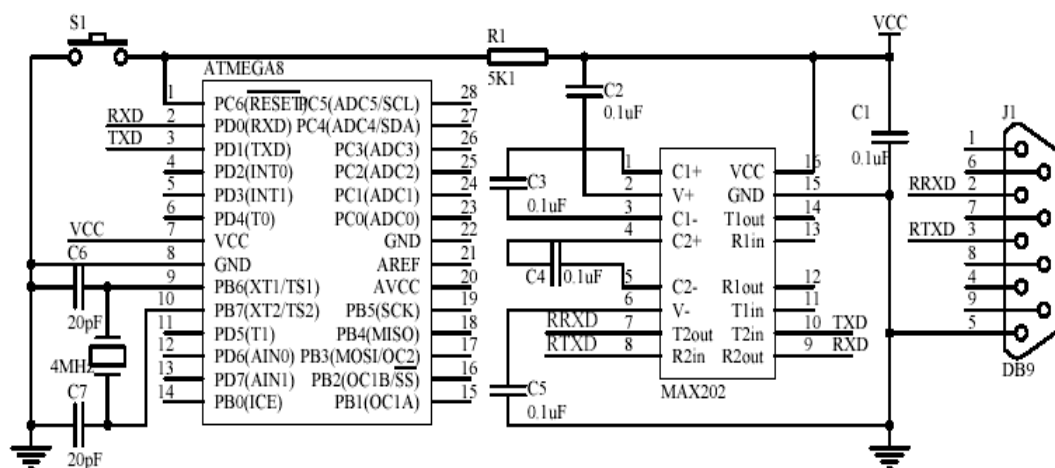 S1
R1
5K1
VCC
ATMEGA8
1 PC6(RESET) PC5(ADC5/SCL) 28
RXD 2 PD0(RXD) PC4(ADC4/SDA) 27
TXD 3 PD1(TXD) PC3(ADC3) 26
4 PD2(INT0) PC2(ADC2) 25
5 PD3(INT1) PC1(ADC1) 24
6 PD4(T0) PC0(ADC0) 23
VCC 7 VCC GND 22
8 GND AREF 21
9 PB6(XT1/TS1) AVCC 20
10 PB7(XT2/TS2) PB5(SCK) 19
11 PD5(T1) PB4(MISO) 18
12 PD6(AIN0) PB3(MOSI/OC2) 17
13 PD7(AIN1) PB2(OC1B/SS) 16
14 PB0(ICE) PB1(OC1A) 15
C6
20pF
4MHz
C7
20pF
C2
0.1uF
C3
0.1uF
C4 0.1uF
C5
0.1uF
C1
0.1uF
1 C1+ VCC 16
2 V+ GND 15
3 C1- T1out 14
4 C2+ R1in 13
5 C2- R1out 12
6 V- T1in 11
RRXD 7 T2out T2in 10 TXD
RTXD 8 R2in R2out 9 RXD
MAX202
J1
1
6
RRXD 2
7
RTXD 3
8
4
9
5
DB9